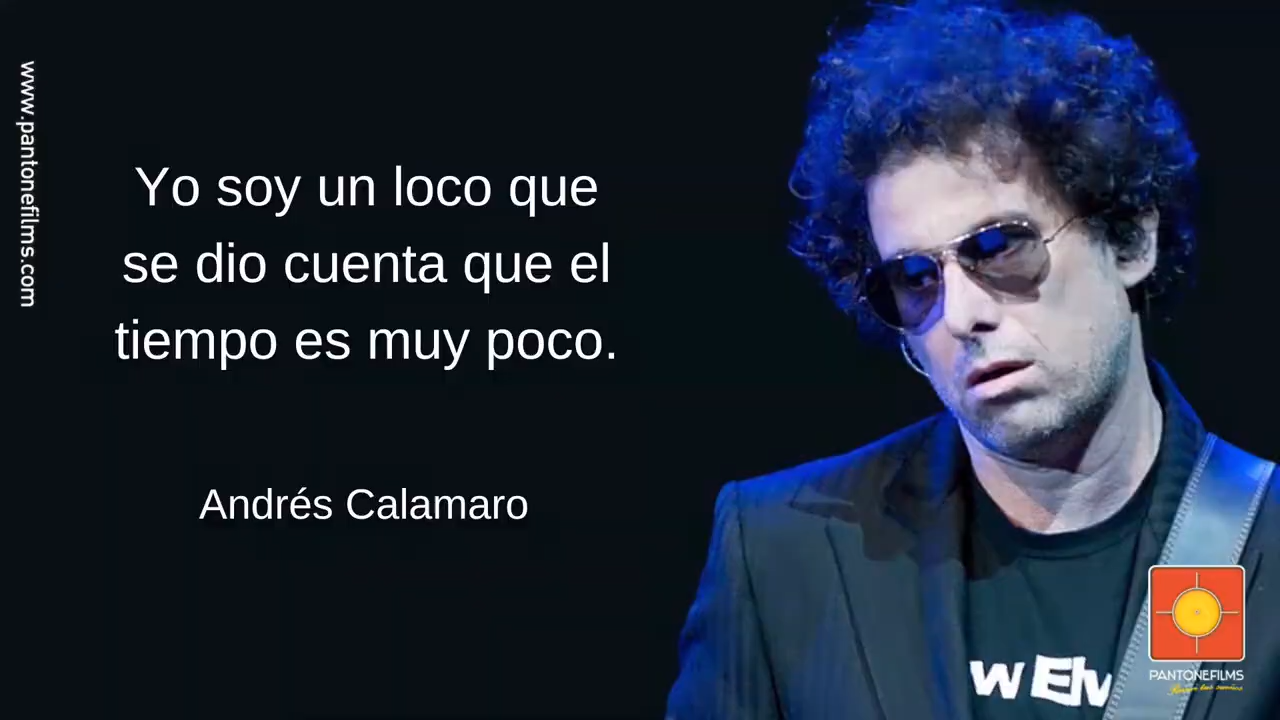 www.pantonefilms.com
Yo soy un loco que
se dio cuenta que el
tiempo es muy poco.
Andrés Calamaro
W EN
PANTONEFILMS